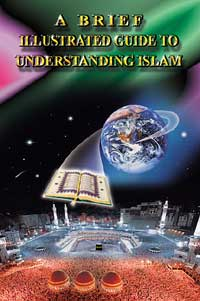 A BRIEF
ILLUSTRATED GUIDE TO
UNDERSTANDING ISLAM